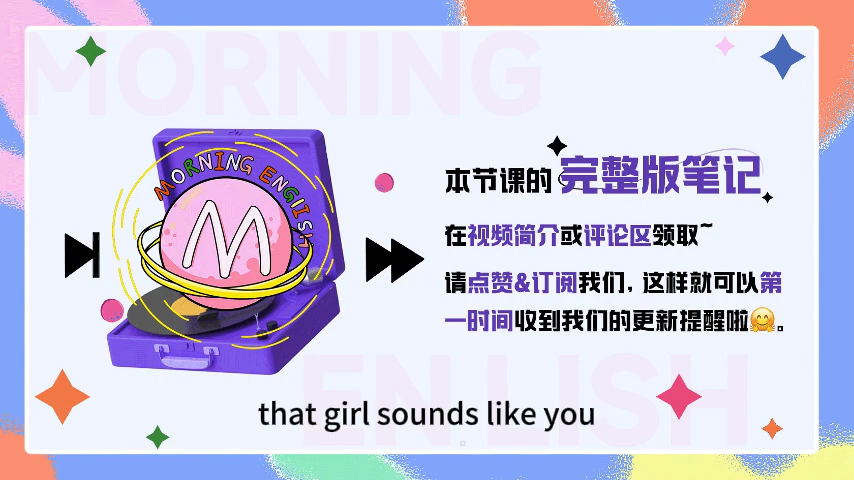 MORNING
MORNING ENGLISH
M
本节课的 完整版笔记
在视频简介或评论区领取~
请点赞&订阅我们, 这样就可以第
一时间收到我们的更新提醒啦🤗。
EN LISH
that girl sounds like you